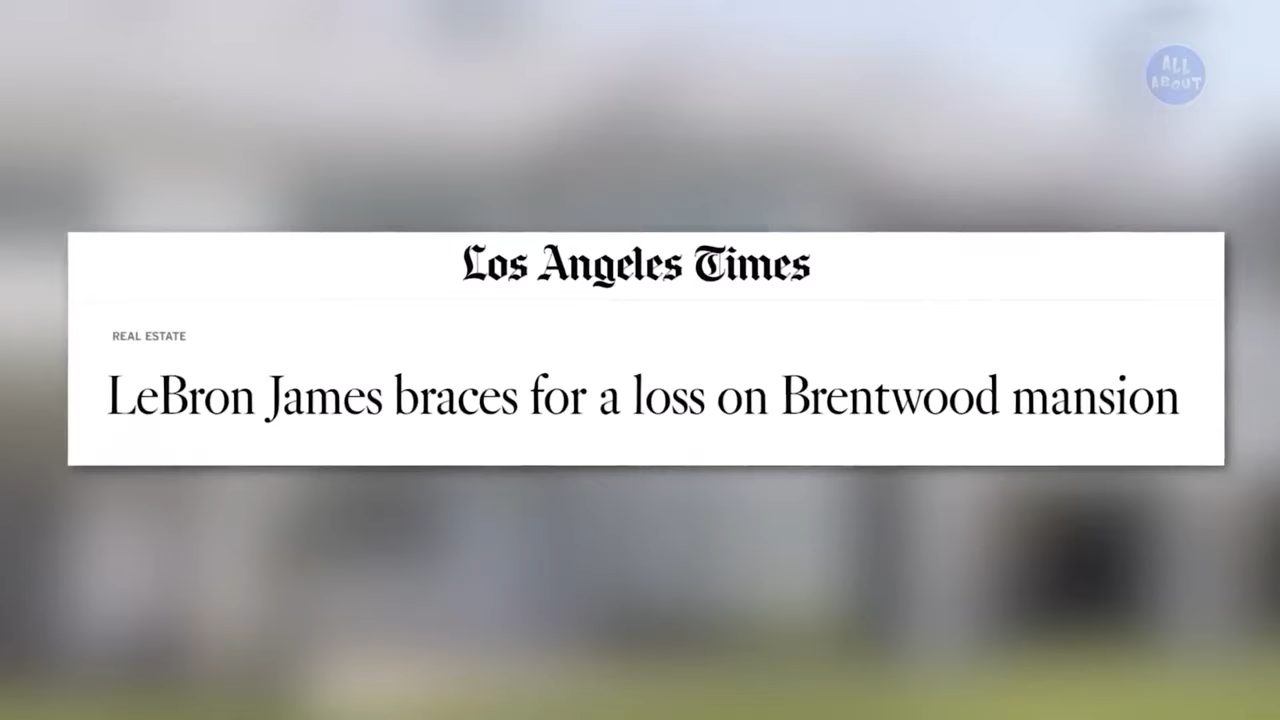 ALL
ABOUT
Los Angeles Times
REAL ESTATE
LeBron James braces for a loss on Brentwood mansion